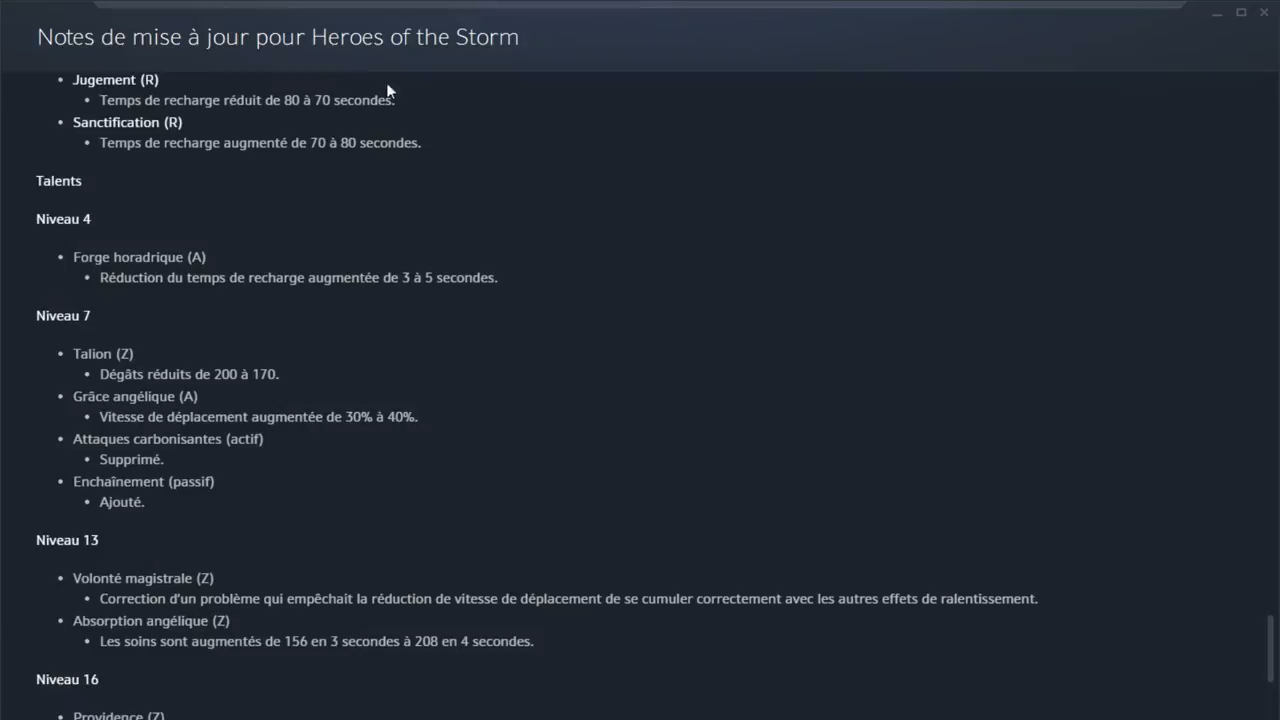 Notes de mise à jour pour Heroes of the Storm
• Jugement (R)
• Temps de recharge réduit de 80 à 70 secondes.
• Sanctification (R)
• Temps de recharge augmenté de 70 à 80 secondes.
Talents
Niveau 4
• Forge horadrique (A)
• Réduction du temps de recharge augmentée de 3 à 5 secondes.
Niveau 7
• Talion (Z)
• Dégâts réduits de 200 à 170.
• Grâce angélique (A)
• Vitesse de déplacement augmentée de 30% à 40%.
• Attaques carbonisantes (actif)
• Supprimé.
• Enchaînement (passif)
• Ajouté.
Niveau 13
• Volonté magistrale (Z)
• Correction d'un problème qui empêchait la réduction de vitesse de déplacement de se cumuler correctement avec les autres effets de ralentissement.
• Absorption angélique (Z)
• Les soins sont augmentés de 156 en 3 secondes à 208 en 4 secondes.
Niveau 16
• Providence (Z)